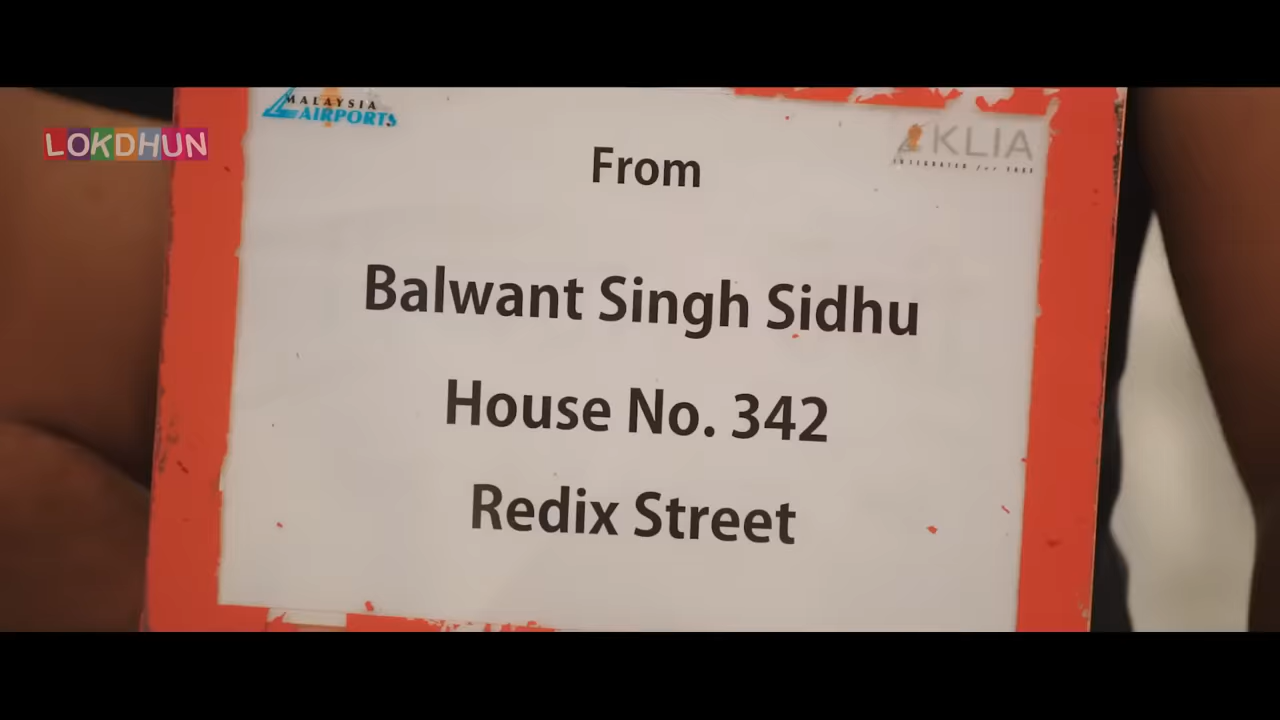 MALAYSIA
AIRPORTS
LOKDHUN
KLIA
From
Balwant Singh Sidhu
House No. 342
Redix Street